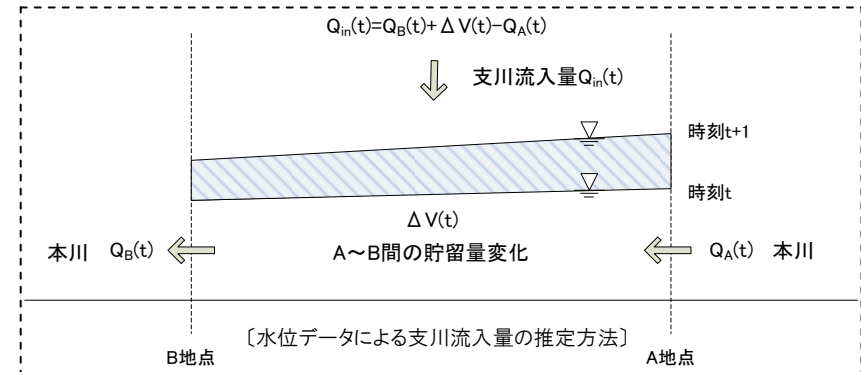 Qin(t)=QB(t)+ΔV(t)−QA(t)
支川流入量Qin(t)
時刻t+1
時刻t
ΔV(t)
本川 QB(t)
A～B間の貯留量変化
QA(t) 本川
〔水位データによる支川流入量の推定方法〕
B地点
A地点